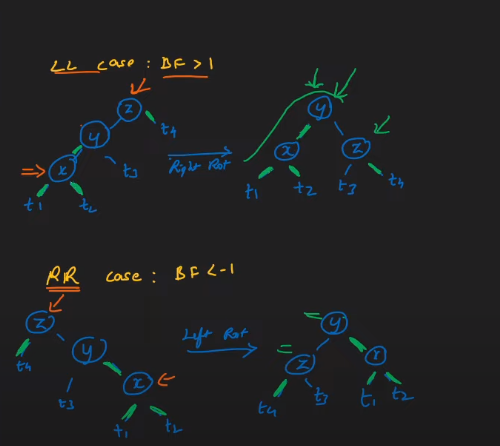 LL case : BF > 1
z
y
t4
x
t3
t1
t2
Right Rot
y
x
z
t1
t2
t3
t4
RR case : BF < -1
z
y
t4
x
t3
t1
t2
Left Rot
y
z
x
t4
t3
t1
t2